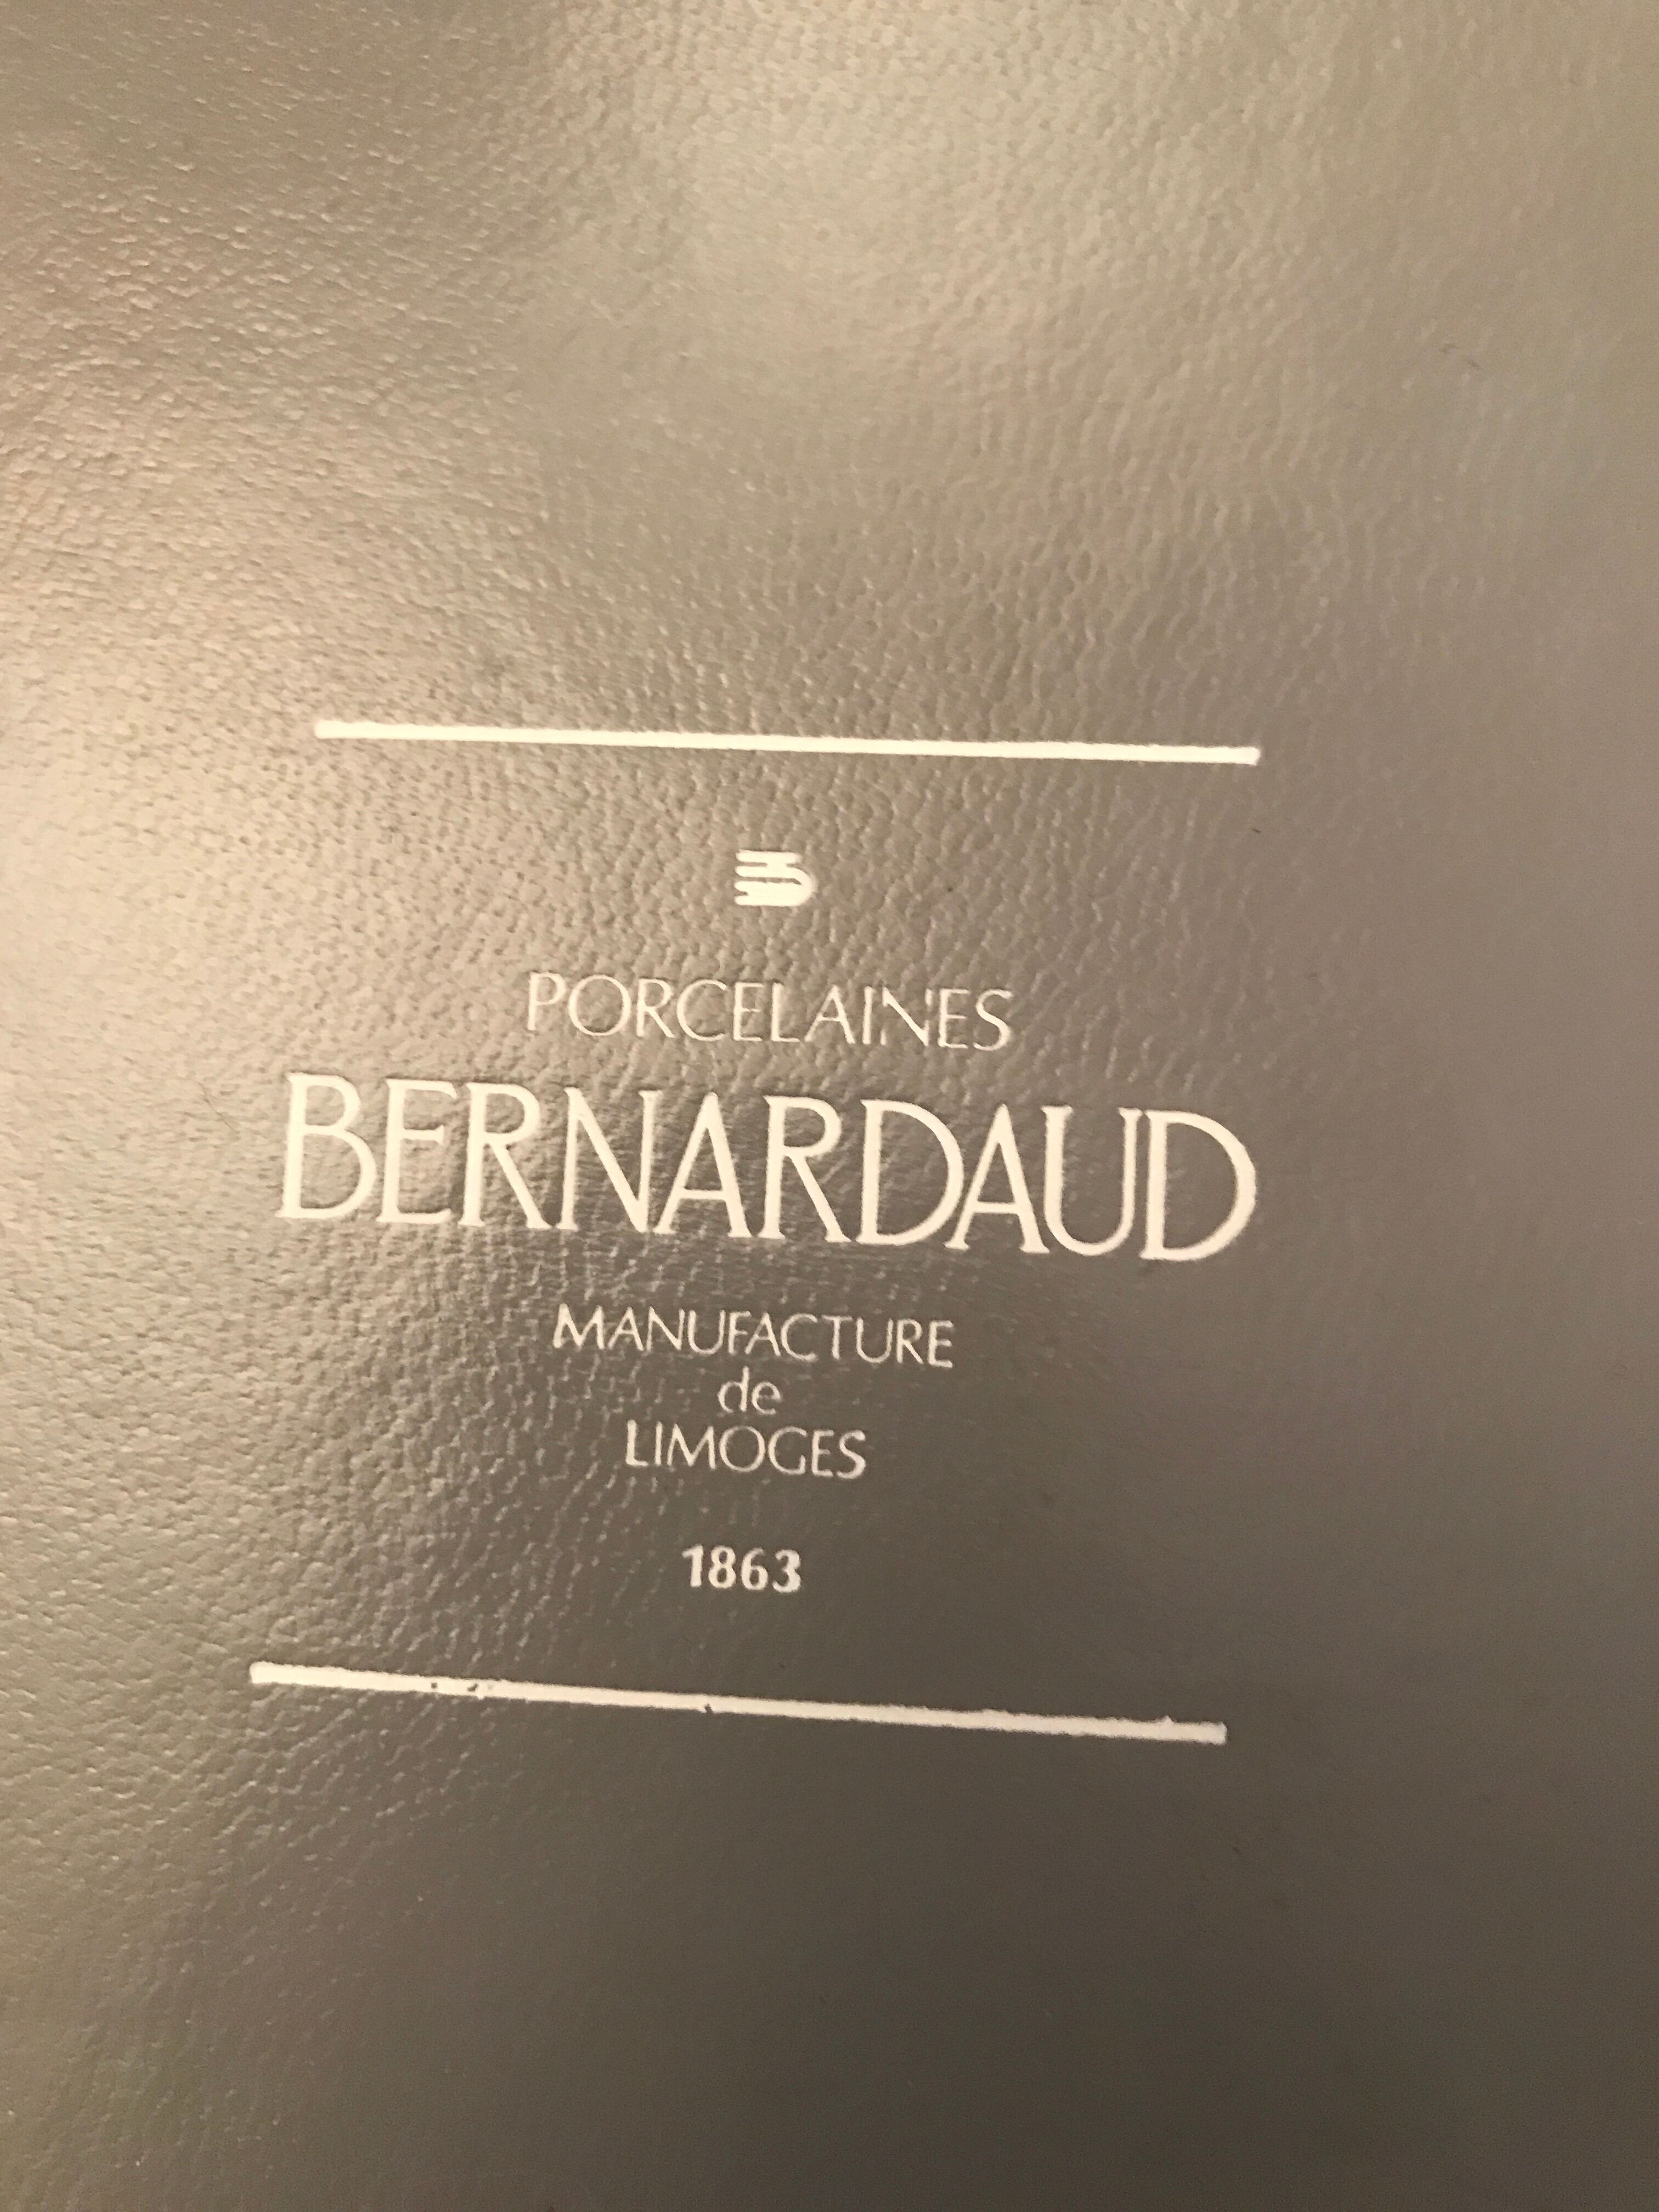 PORCELAINES
BERNARDAUD
MANUFACTURE
de
LIMOGES
1863